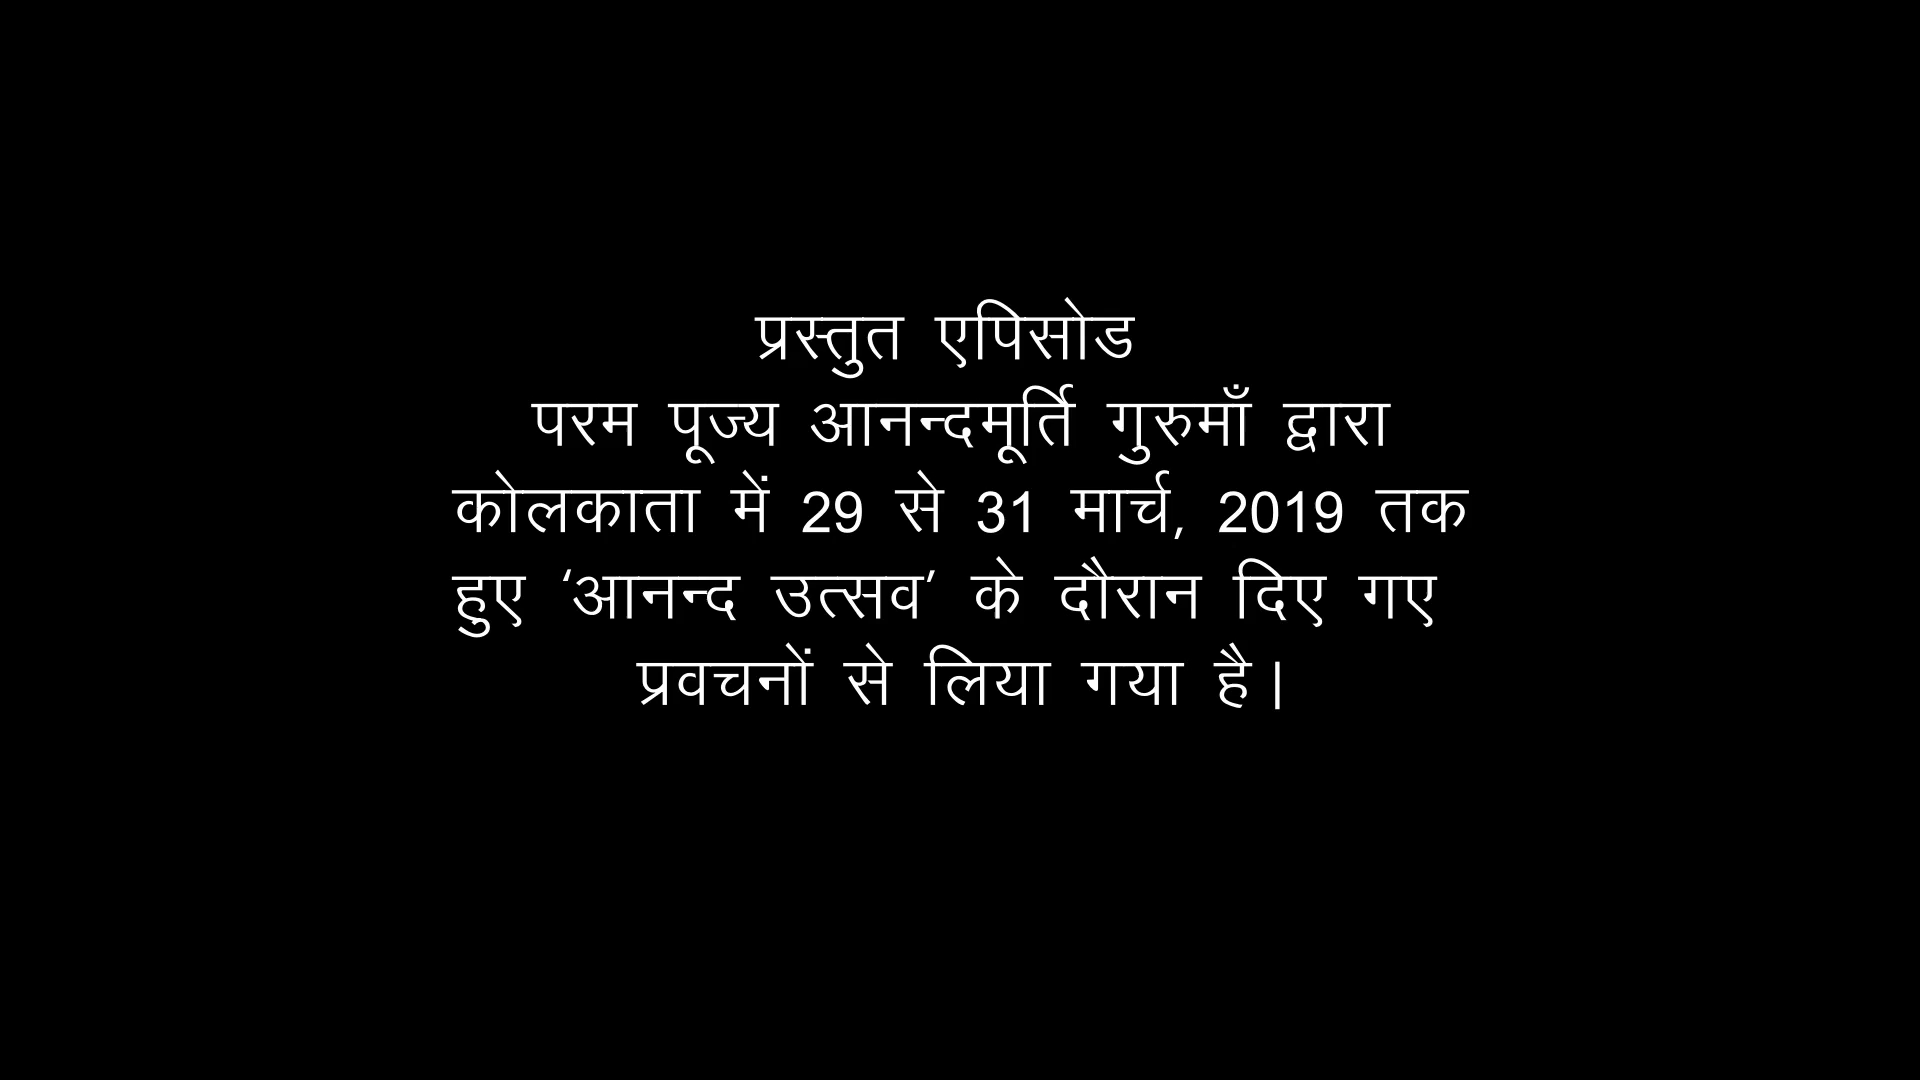 प्रस्तुत एपिसोड
परम पूज्य आनन्दमूर्ति गुरुमाँ द्वारा
कोलकाता में 29 से 31 मार्च, 2019 तक
हुए ‘आनन्द उत्सव’ के दौरान दिए गए
प्रवचनों से लिया गया है।